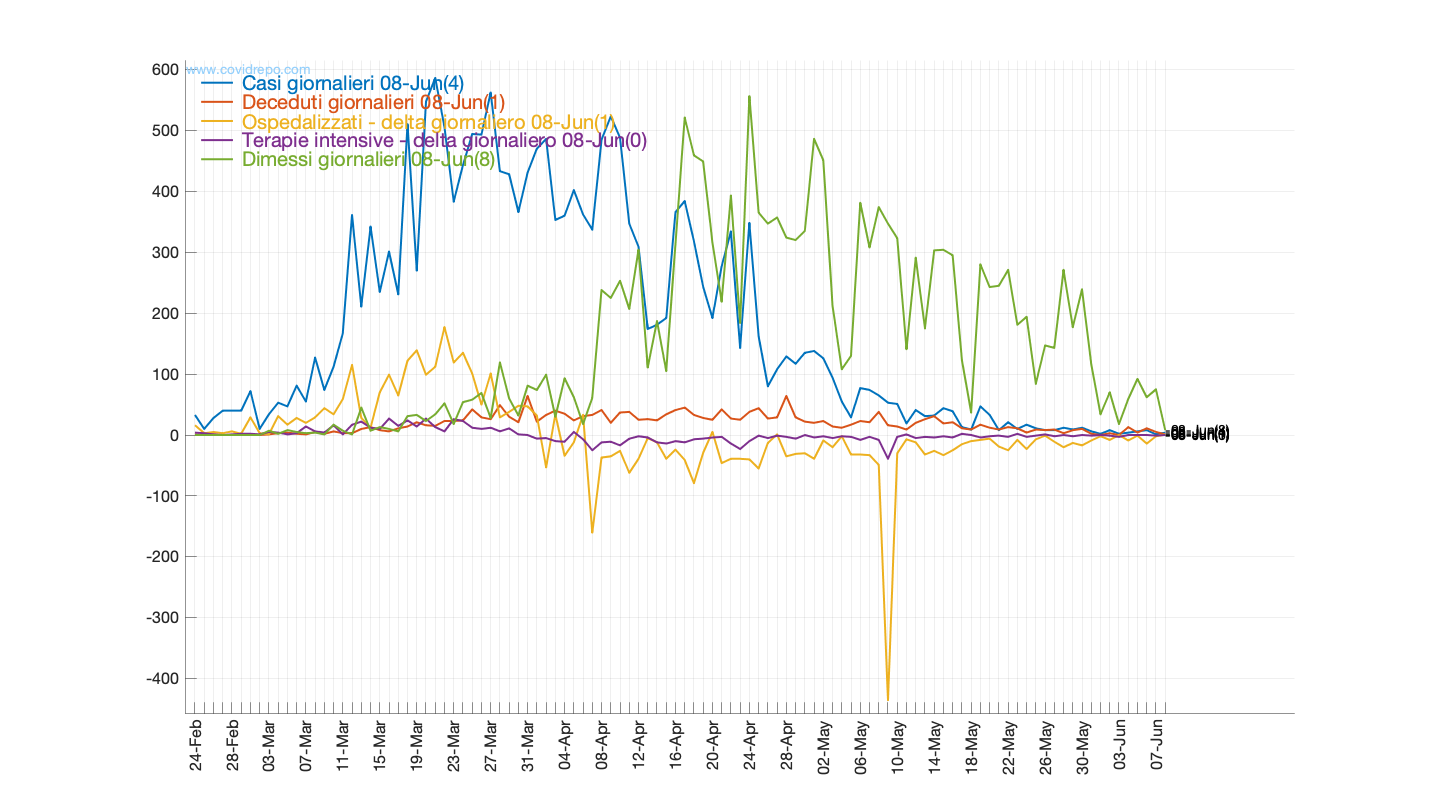 www.covidrepo.com
Casi giornalieri 08-Jun(4)
Deceduti giornalieri 08-Jun(1)
Ospedalizzati - delta giornaliero 08-Jun(1)
Terapie intensive - delta giornaliero 08-Jun(0)
Dimessi giornalieri 08-Jun(8)
600
500
400
300
200
100
0
-100
-200
-300
-400
24-Feb
28-Feb
03-Mar
07-Mar
11-Mar
15-Mar
19-Mar
23-Mar
27-Mar
31-Mar
04-Apr
08-Apr
12-Apr
16-Apr
20-Apr
24-Apr
28-Apr
02-May
06-May
10-May
14-May
18-May
22-May
26-May
30-May
03-Jun
07-Jun